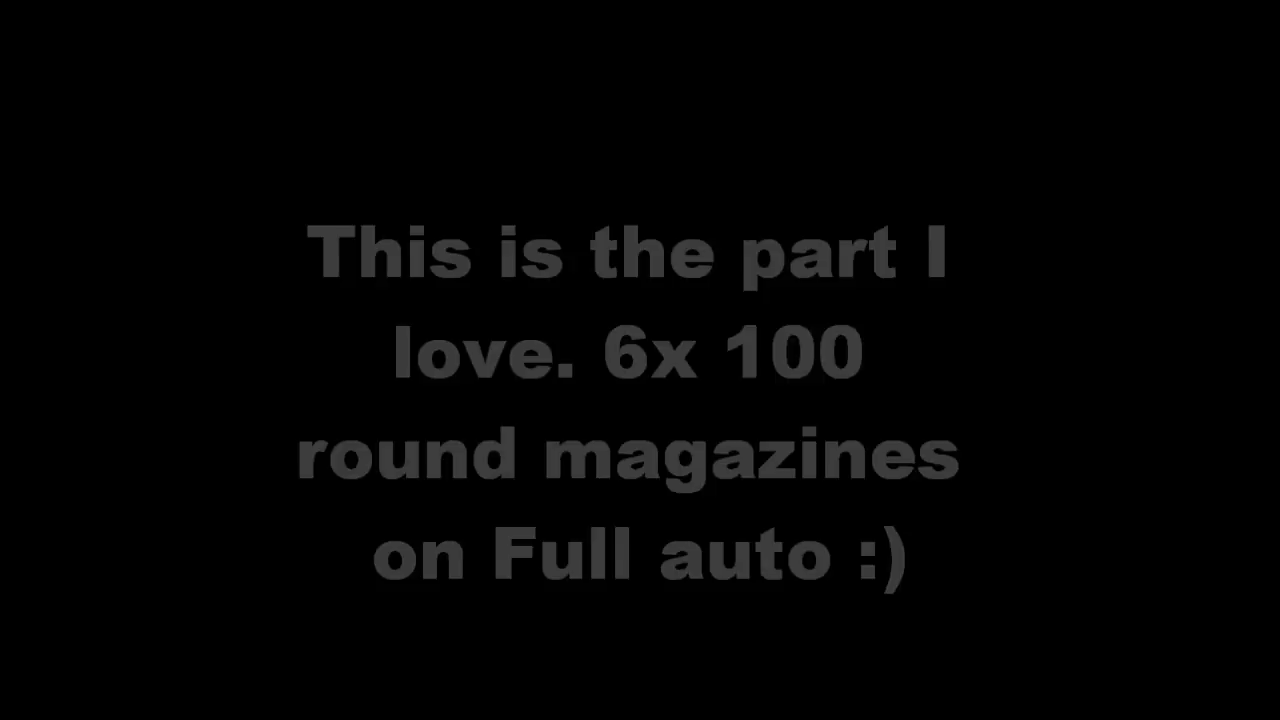 This is the part I
love. 6x 100
round magazines
on Full auto :)